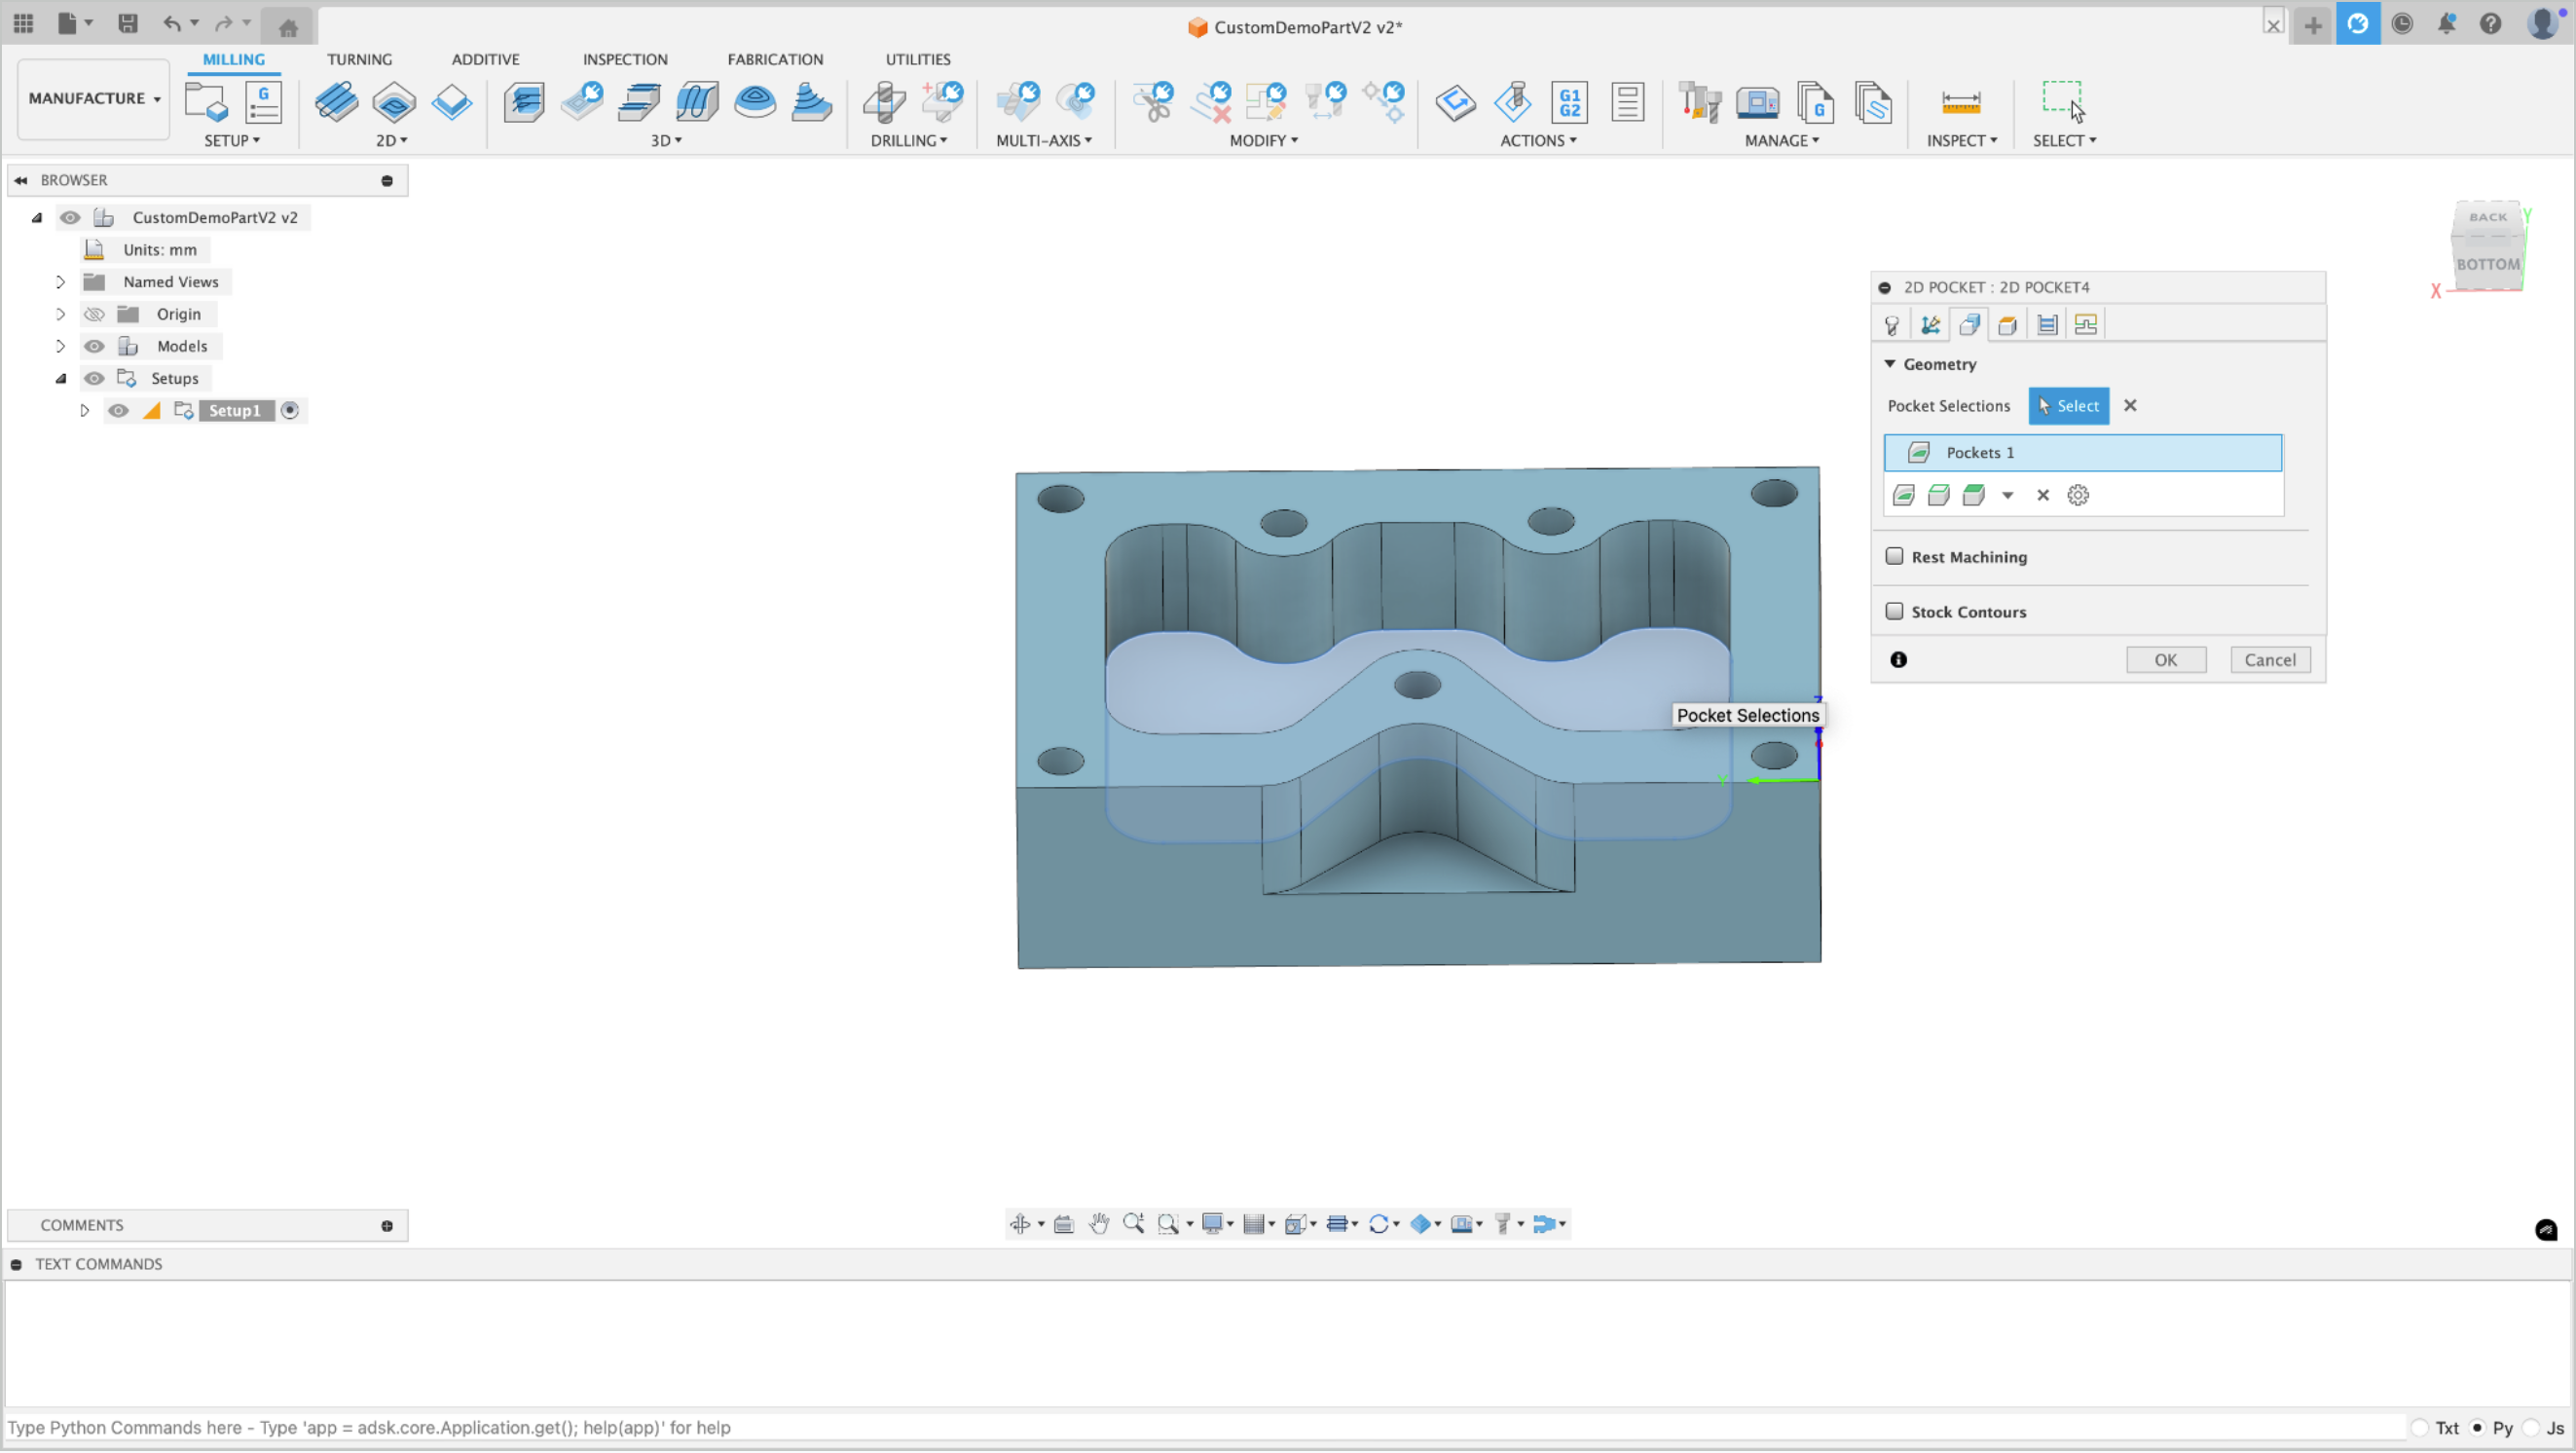 CustomDemoPartV2 v2*
MILLING TURNING ADDITIVE INSPECTION FABRICATION UTILITIES
MANUFACTURE
G
G1
G2
G
SETUP 2D 3D DRILLING MULTI-AXIS MODIFY ACTIONS MANAGE INSPECT SELECT
BROWSER
CustomDemoPartV2 v2
Units: mm
Named Views
Origin
Models
Setups
Setup1
BACK
Y
BOTTOM
X
2D POCKET : 2D POCKET4
Geometry
Pocket Selections Select
Pockets 1
Rest Machining
Stock Contours
OK Cancel
Z
Pocket Selections
Y
COMMENTS
TEXT COMMANDS
Type Python Commands here - Type 'app = adsk.core.Application.get(); help(app)' for help
Txt Py Js